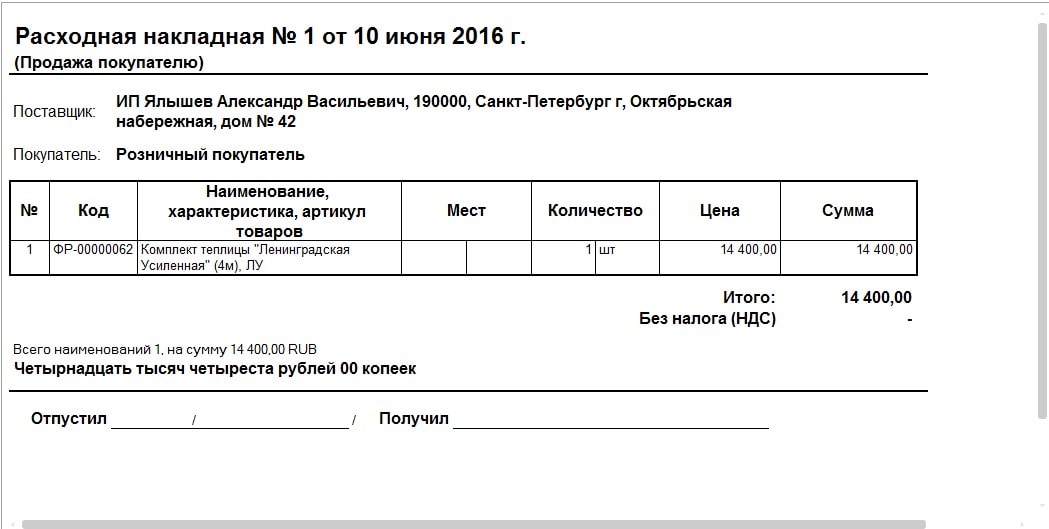 Расходная накладная № 1 от 10 июня 2016 г.
(Продажа покупателю)
Поставщик: ИП Ялышев Александр Васильевич, 190000, Санкт-Петербург г, Октябрьская
набережная, дом № 42
Покупатель: Розничный покупатель
№ Код Наименование, характеристика, артикул товаров Мест Количество Цена Сумма
1 ФР-00000062 Комплект теплицы "Ленинградская 1 шт 14 400,00 14 400,00
Усиленная" (4м), ЛУ
Итого: 14 400,00
Без налога (НДС) -
Всего наименований 1, на сумму 14 400,00 RUB
Четырнадцать тысяч четыреста рублей 00 копеек
Отпустил / / Получил